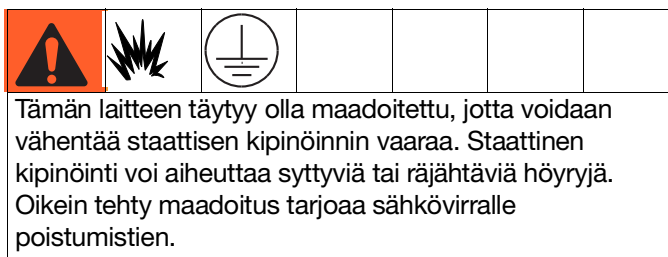 Tämän laitteen täytyy olla maadoitettu, jotta voidaan
vähentää staattisen kipinöinnin vaaraa. Staattinen
kipinöinti voi aiheuttaa syttyviä tai räjähtäviä höyryjä.
Oikein tehty maadoitus tarjoaa sähkövirralle
poistumistien.